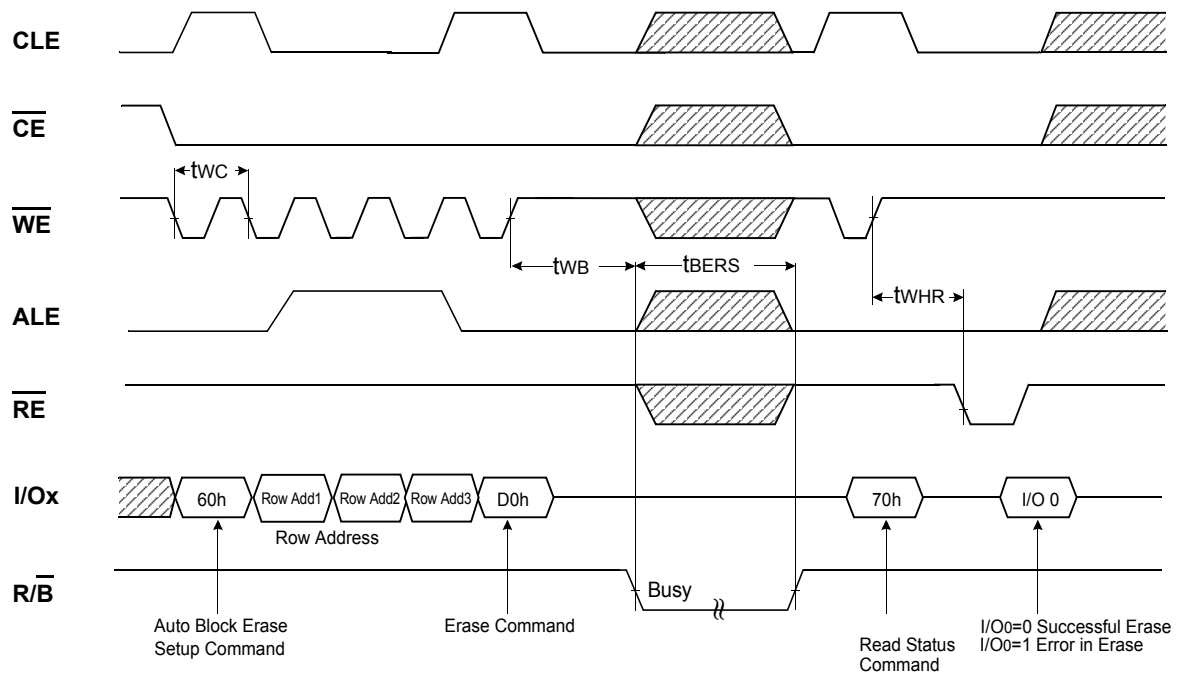 CLE
CE
tWC
WE
tWB
tBERS
tWHR
ALE
RE
I/Ox
60h
Row Add1
Row Add2
Row Add3
D0h
70h
I/O 0
Row Address
R/B
Busy
Auto Block Erase
Setup Command
Erase Command
Read Status
Command
I/O0=0 Successful Erase
I/O0=1 Error in Erase